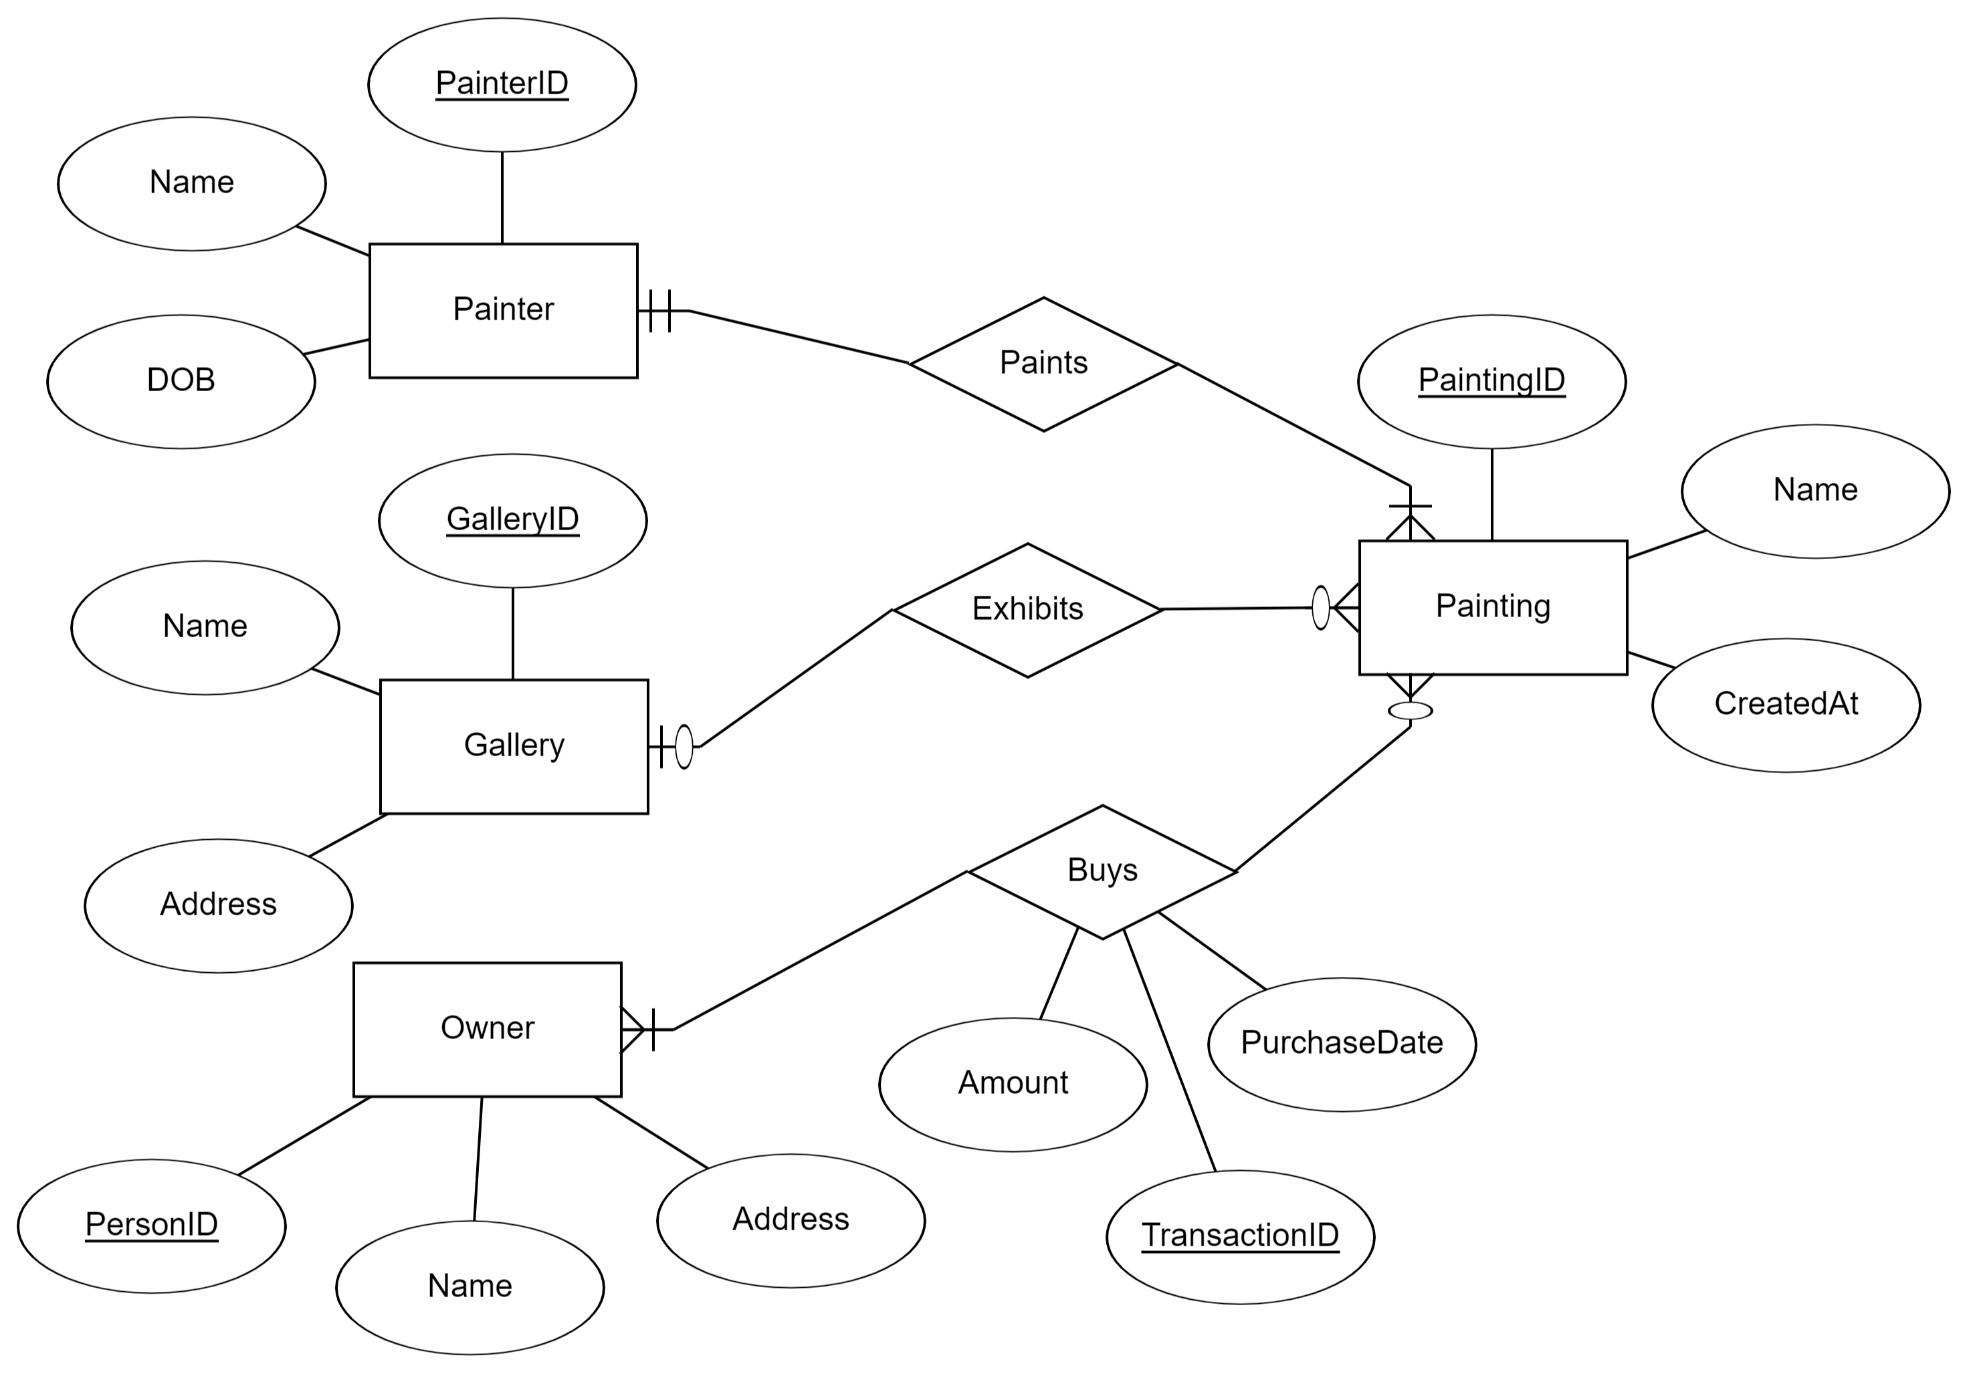 PainterID
Name
Painter
DOB
Paints
PaintingID
GalleryID
Name
Name
Exhibits
Painting
Gallery
CreatedAt
Address
Buys
Owner
PurchaseDate
Amount
PersonID
Address
TransactionID
Name